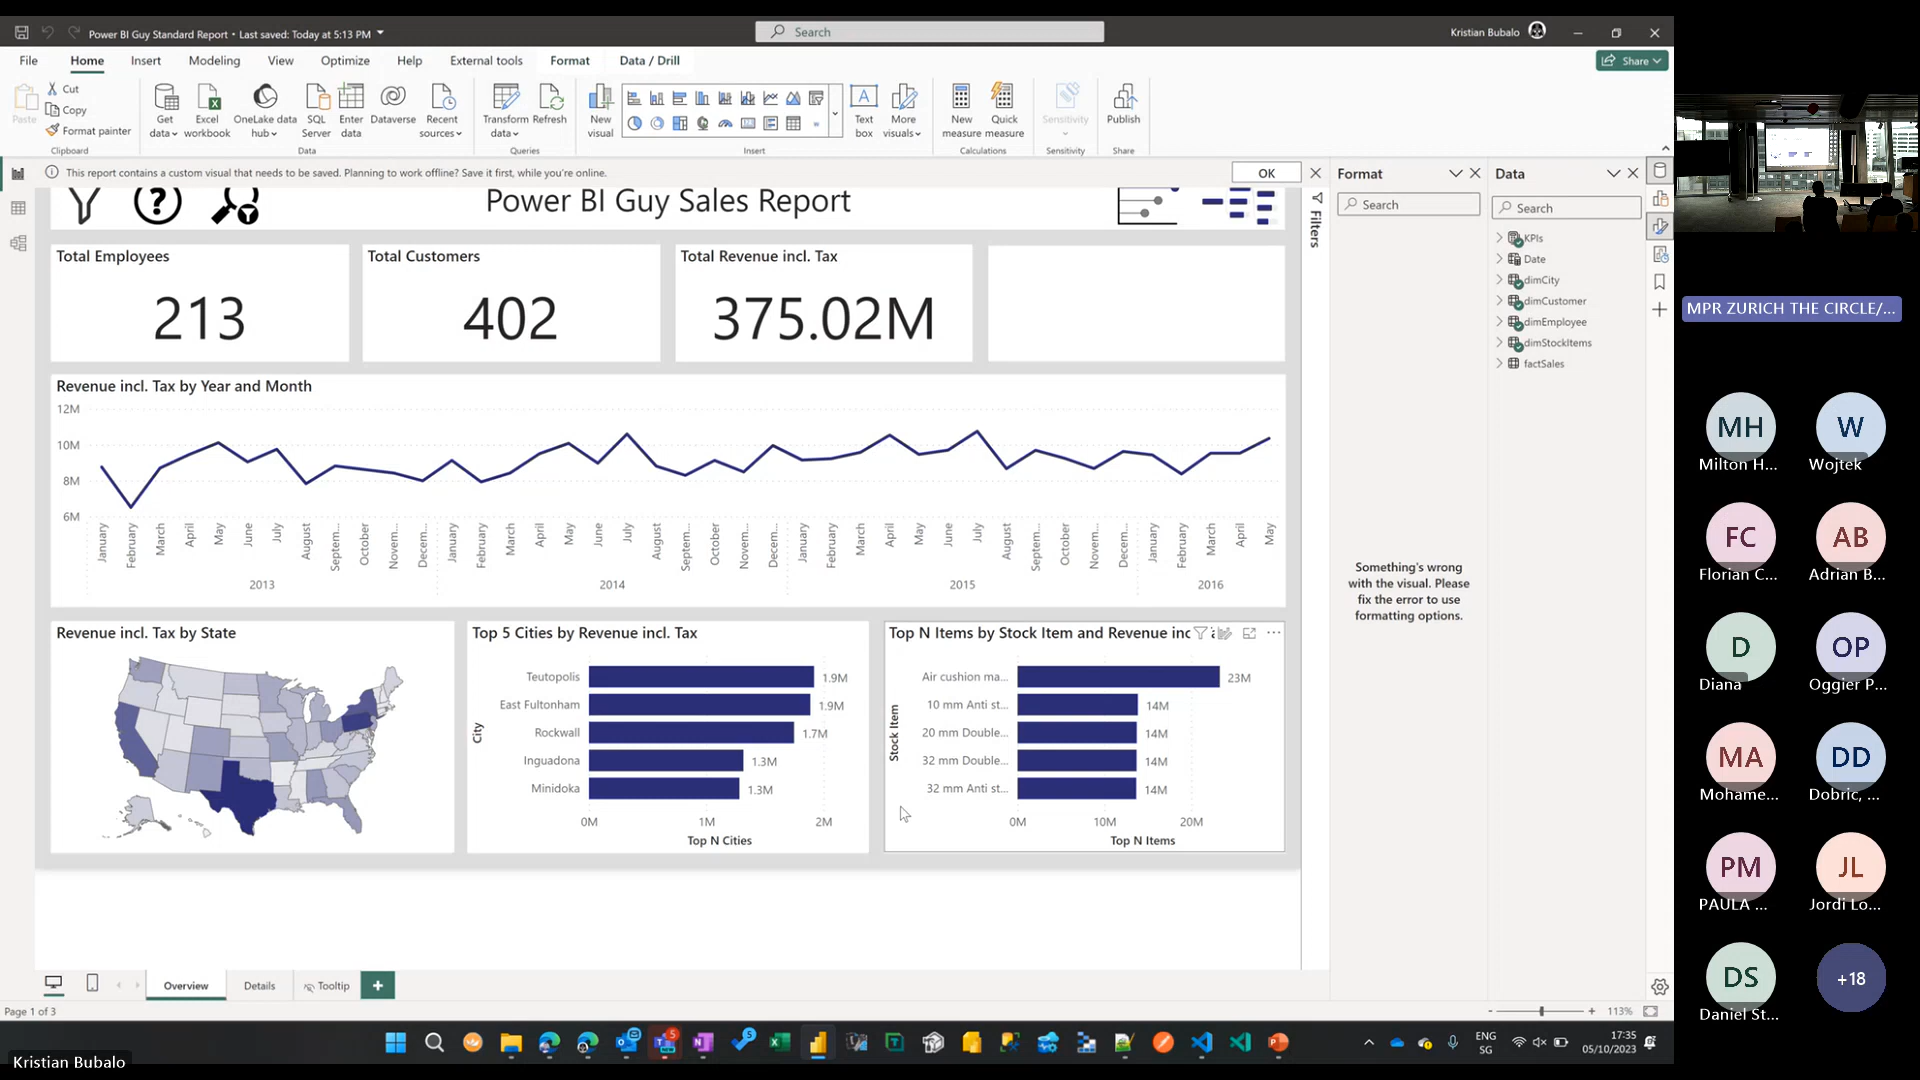 Power BI Guy Standard Report • Last saved: Today at 5:13 PM
Search
Kristian Bubalo
File Home Insert Modeling View Optimize Help External tools Format Data / Drill
Share
Paste
Cut
Copy
Format painter
Clipboard
Get data
Excel workbook
OneLake data hub
SQL Server
Enter data
Dataverse
Recent sources
Data
Transform data
Refresh
Queries
New visual
Text box
More visuals
Insert
New measure
Quick measure
Calculations
Sensitivity
Sensitivity
Publish
Share
This report contains a custom visual that needs to be saved. Planning to work offline? Save it first, while you're online.
OK
Power BI Guy Sales Report
Total Employees
213
Total Customers
402
Total Revenue incl. Tax
375.02M
Revenue incl. Tax by Year and Month
12M
10M
8M
6M
January February March April May June July August Septem... October Novem... Decem... January February March April May June July August Septem... October Novem... Decem... January February March April May June July August Septem... October Novem... Decem... January February March April May
2013 2014 2015 2016
Revenue incl. Tax by State
Top 5 Cities by Revenue incl. Tax
City
Teutopolis 1.9M
East Fultonham 1.9M
Rockwall 1.7M
Inguadona 1.3M
Minidoka 1.3M
0M 1M 2M
Top N Cities
Top N Items by Stock Item and Revenue inc
Stock Item
Air cushion ma... 23M
10 mm Anti st... 14M
20 mm Double... 14M
32 mm Double... 14M
32 mm Anti st... 14M
0M 10M 20M
Top N Items
Filters
Format
Search
Something's wrong
with the visual. Please
fix the error to use
formatting options.
Data
Search
KPIs
Date
dimCity
dimCustomer
dimEmployee
dimStockItems
factSales
Overview Details Tooltip
Page 1 of 3
113%
ENG
SG
17:35
05/10/2023
Kristian Bubalo
MPR ZURICH THE CIRCLE/...
MH
Milton H...
W
Wojtek
FC
Florian C...
AB
Adrian B...
D
Diana
OP
Oggier P...
MA
Mohame...
DD
Dobric, ...
PM
PAULA ...
JL
Jordi Lo...
DS
Daniel St...
+18